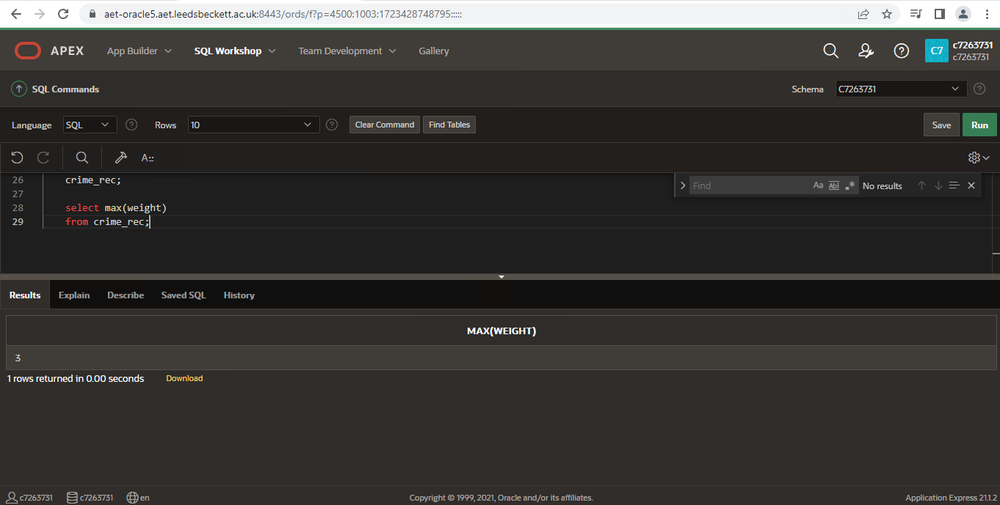 aet-oracle5.aet.leedsbeckett.ac.uk:8443/ords/f?p=4500:1003:1723428748795:::::
APEX App Builder SQL Workshop Team Development Gallery ? C7 c7263731
c7263731
SQL Commands Schema C7263731 ?
Language SQL ? Rows 10 ? Clear Command Find Tables Save Run
A::
26 crime_rec; Find Aa Abl .* No results
27
28 select max(weight)
29 from crime_rec;
Results Explain Describe Saved SQL History
MAX(WEIGHT)
3
1 rows returned in 0.00 seconds Download
c7263731 c7263731 en Copyright © 1999, 2021, Oracle and/or its affiliates. Application Express 21.1.2